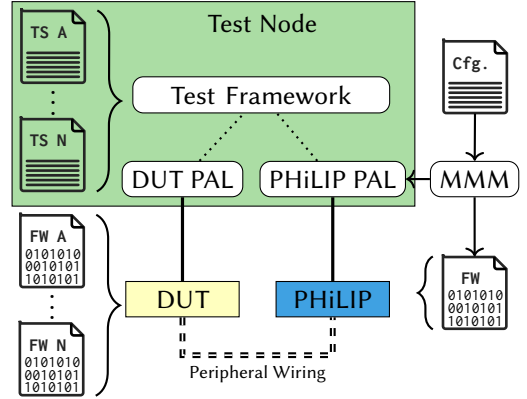 Test Node
TS A
TS N
Test Framework
DUT PAL
PHiLIP PAL
Cfg.
MMM
FW A
0101010
0010101
1010101
FW N
0101010
0010101
1010101
DUT
PHiLIP
FW
0101010
0010101
1010101
Peripheral Wiring